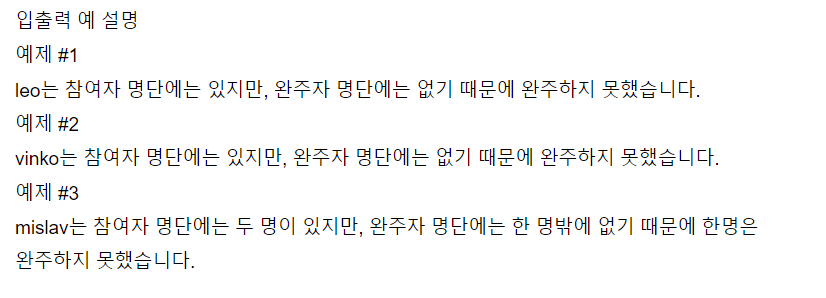 입출력 예 설명
예제 #1
leo는 참여자 명단에는 있지만, 완주자 명단에는 없기 때문에 완주하지 못했습니다.
예제 #2
vinko는 참여자 명단에는 있지만, 완주자 명단에는 없기 때문에 완주하지 못했습니다.
예제 #3
mislav는 참여자 명단에는 두 명이 있지만, 완주자 명단에는 한 명밖에 없기 때문에 한명은
완주하지 못했습니다.